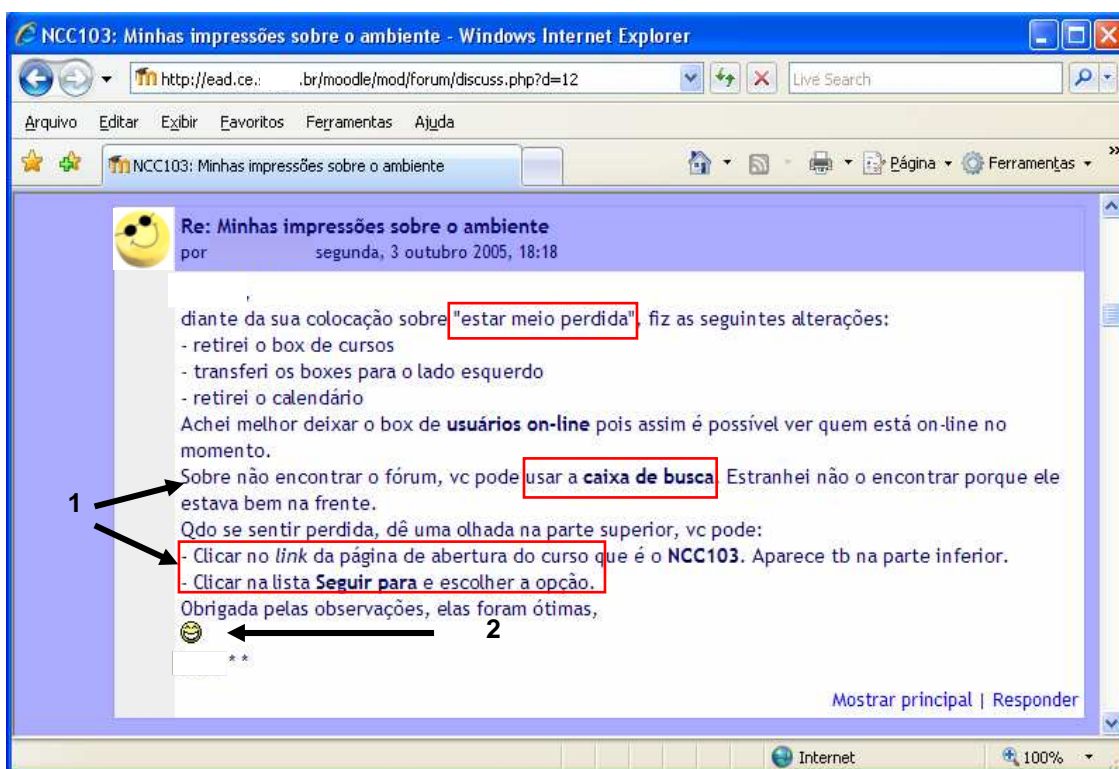 NCC103: Minhas impressões sobre o ambiente - Windows Internet Explorer
http://ead.ce.: .br/moodle/mod/forum/discuss.php?d=12
Live Search
Arquivo Editar Exibir Favoritos Ferramentas Ajuda
NCC103: Minhas impressões sobre o ambiente
Página Ferramentas »
Re: Minhas impressões sobre o ambiente
por segunda, 3 outubro 2005, 18:18
,
diante da sua colocação sobre "estar meio perdida", fiz as seguintes alterações:
- retirei o box de cursos
- transferi os boxes para o lado esquerdo
- retirei o calendário
Achei melhor deixar o box de usuários on-line pois assim é possível ver quem está on-line no
momento.
Sobre não encontrar o fórum, vc pode usar a caixa de busca. Estranhei não o encontrar porque ele
estava bem na frente.
1
Qdo se sentir perdida, dê uma olhada na parte superior, vc pode:
- Clicar no link da página de abertura do curso que é o NCC103. Aparece tb na parte inferior.
- Clicar na lista Seguir para e escolher a opção.
Obrigada pelas observações, elas foram ótimas,
2
**
Mostrar principal | Responder
Internet 100%